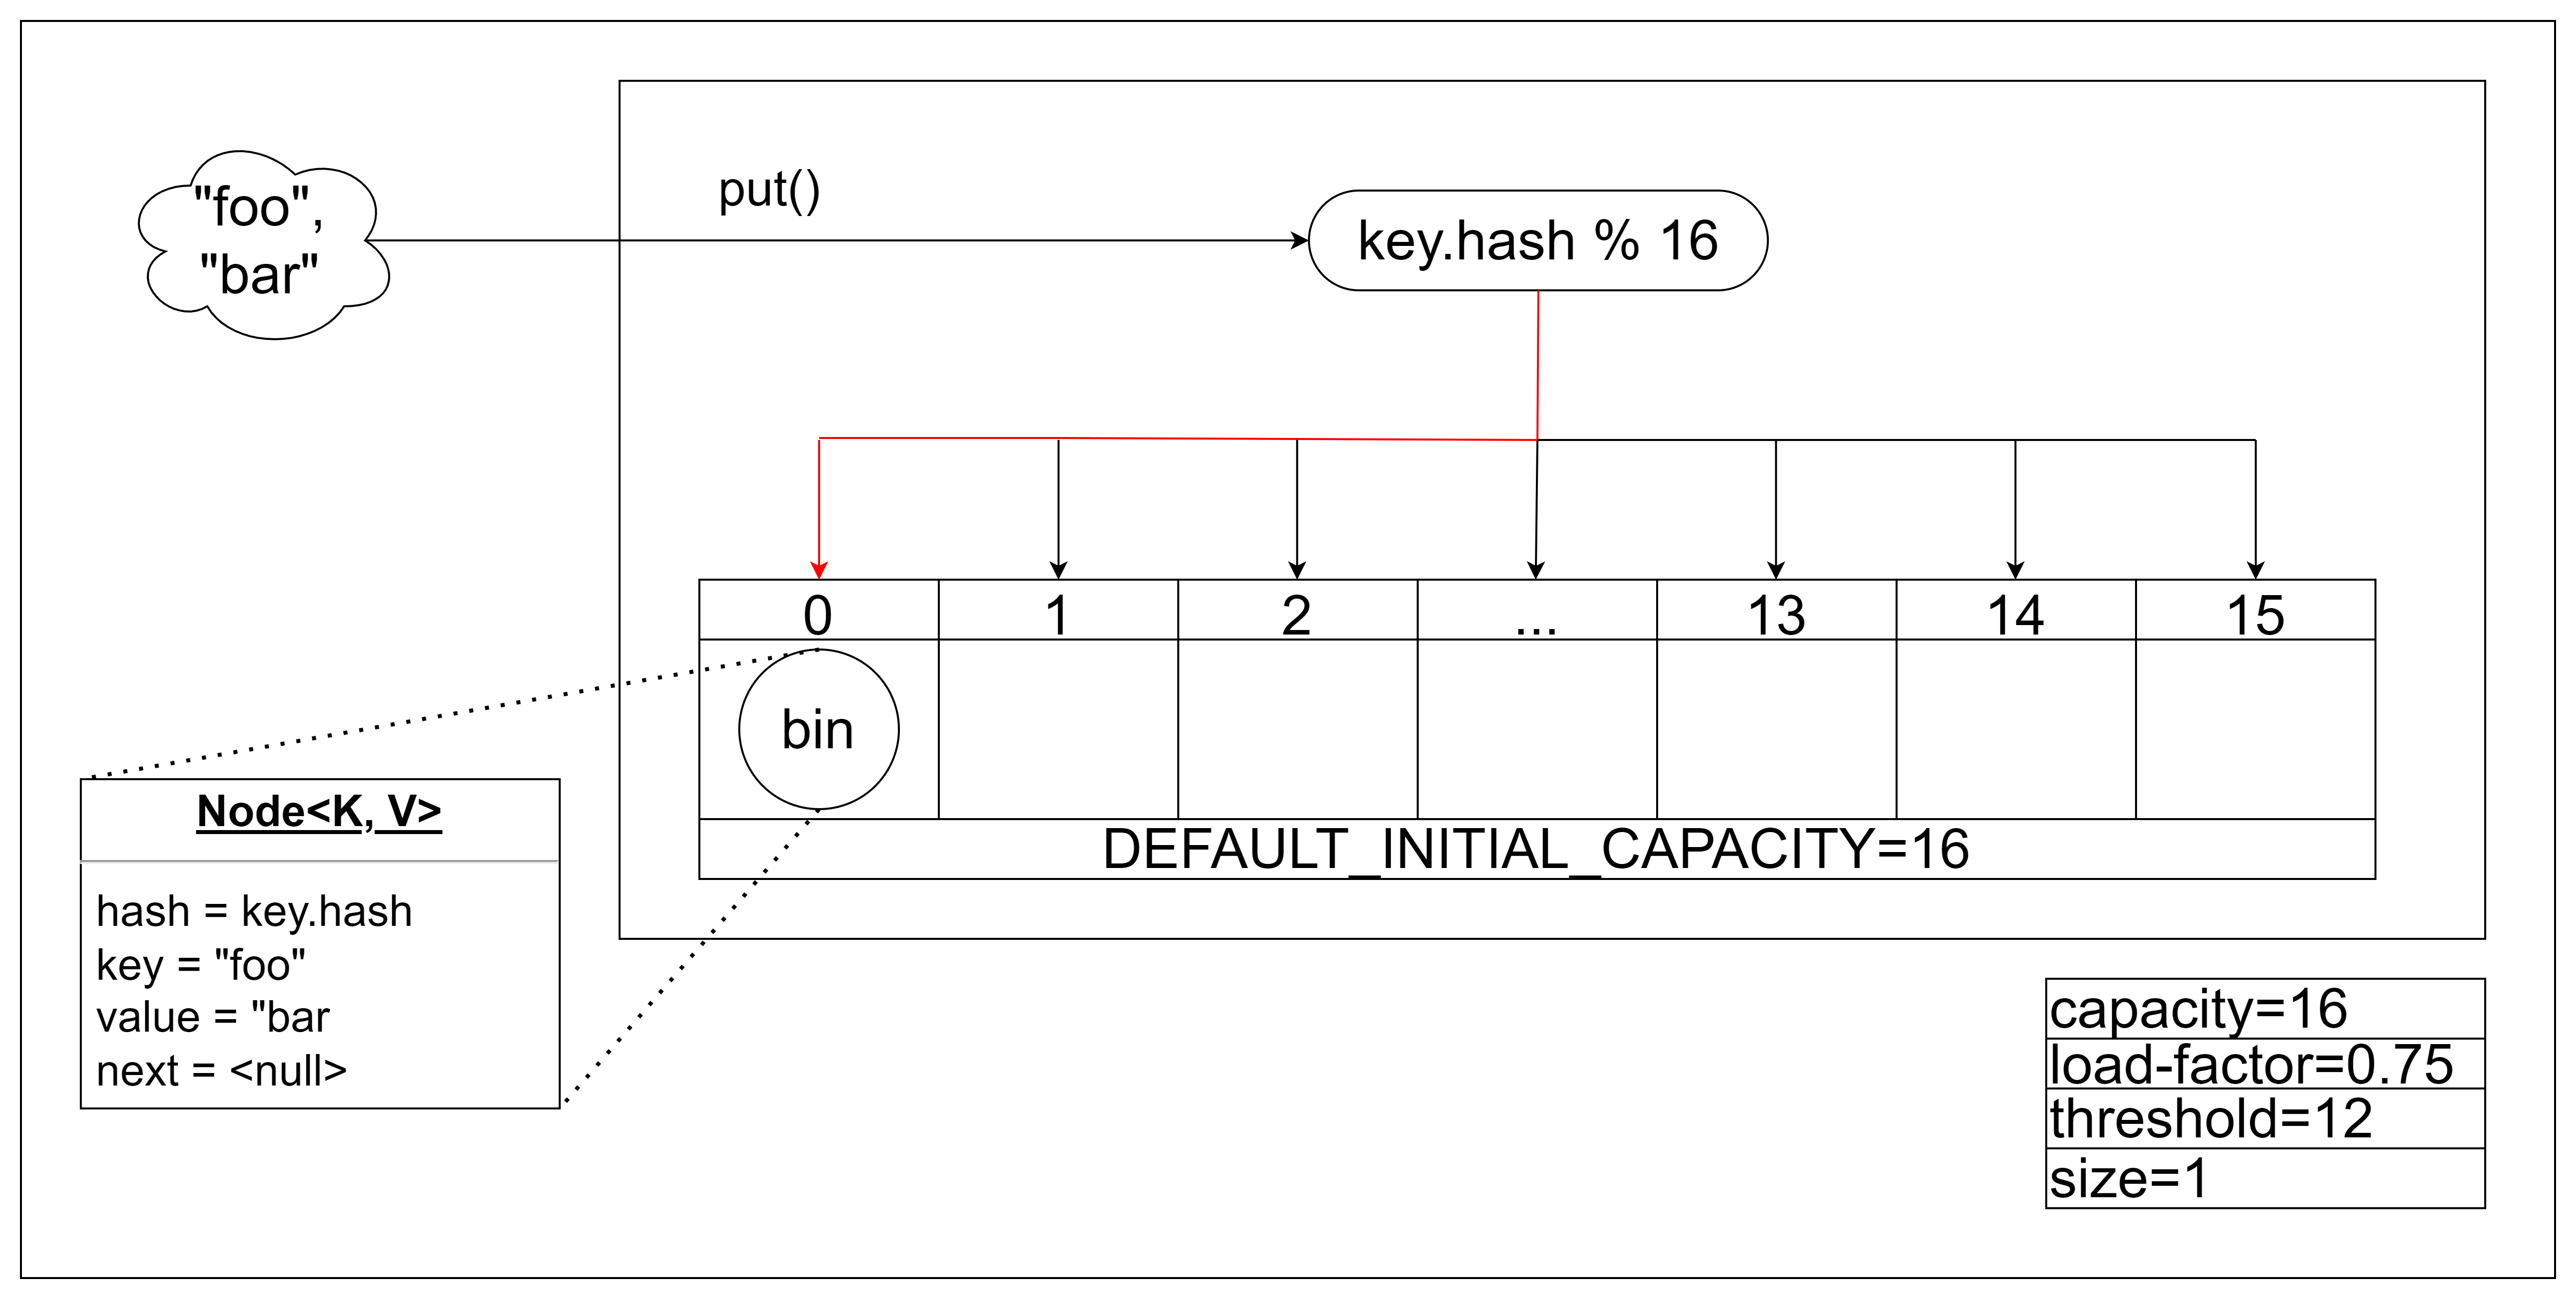 "foo",
"bar"
put()
key.hash % 16
0 1 2 ... 13 14 15
bin
DEFAULT_INITIAL_CAPACITY=16
Node<K, V>
hash = key.hash
key = "foo"
value = "bar
next = <null>
capacity=16
load-factor=0.75
threshold=12
size=1